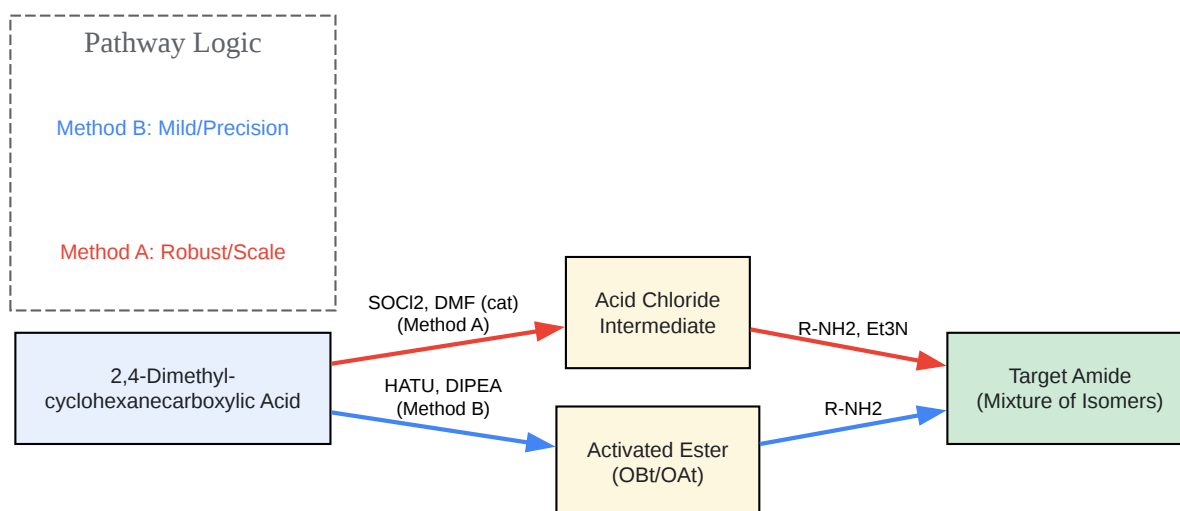 Pathway Logic
Method B: Mild/Precision
Method A: Robust/Scale
SOCl2, DMF (cat)
(Method A)
Acid Chloride
Intermediate
R-NH2, Et3N
2,4-Dimethyl-
cyclohexanecarboxylic Acid
HATU, DIPEA
(Method B)
Activated Ester
(OBt/OAt)
R-NH2
Target Amide
(Mixture of Isomers)